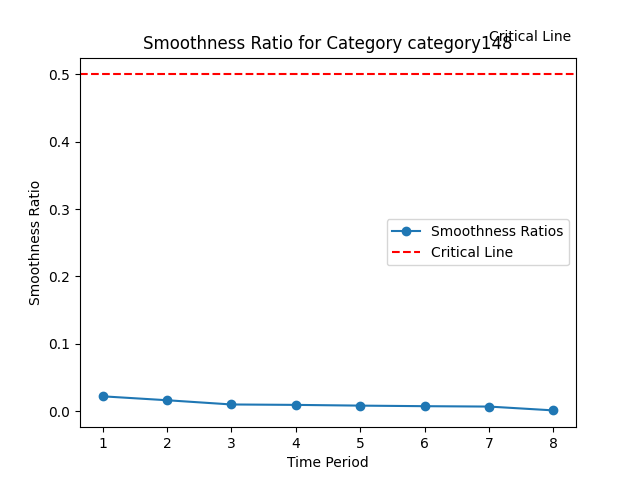 Critical Line
Smoothness Ratio for Category category148
0.5
0.4
0.3
0.2
0.1
0.0
Smoothness Ratio
Smoothness Ratios
Critical Line
1 2 3 4 5 6 7 8
Time Period